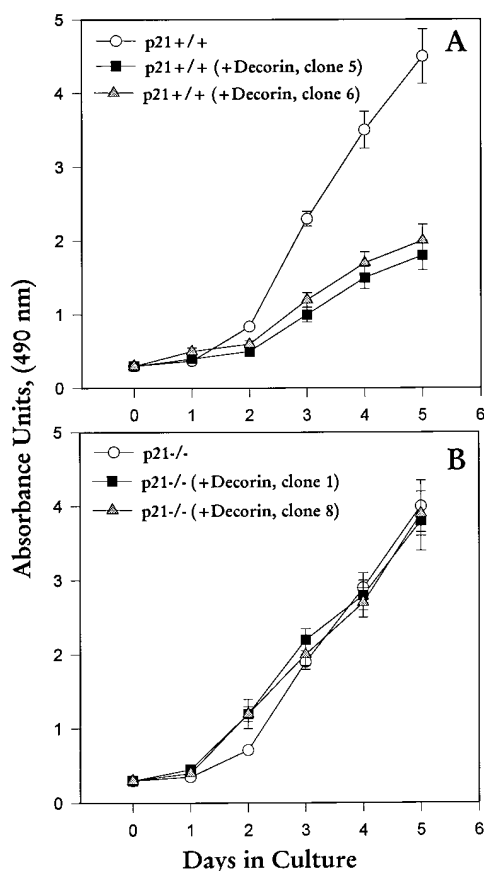 A
p21+/+
p21+/+ (+Decorin, clone 5)
p21+/+ (+Decorin, clone 6)
5
4
3
2
1
0
0 1 2 3 4 5
B
p21-/-
p21-/- (+Decorin, clone 1)
p21-/- (+Decorin, clone 8)
5
4
3
2
1
0
0 1 2 3 4 5
Absorbance Units, (490 nm)
Days in Culture